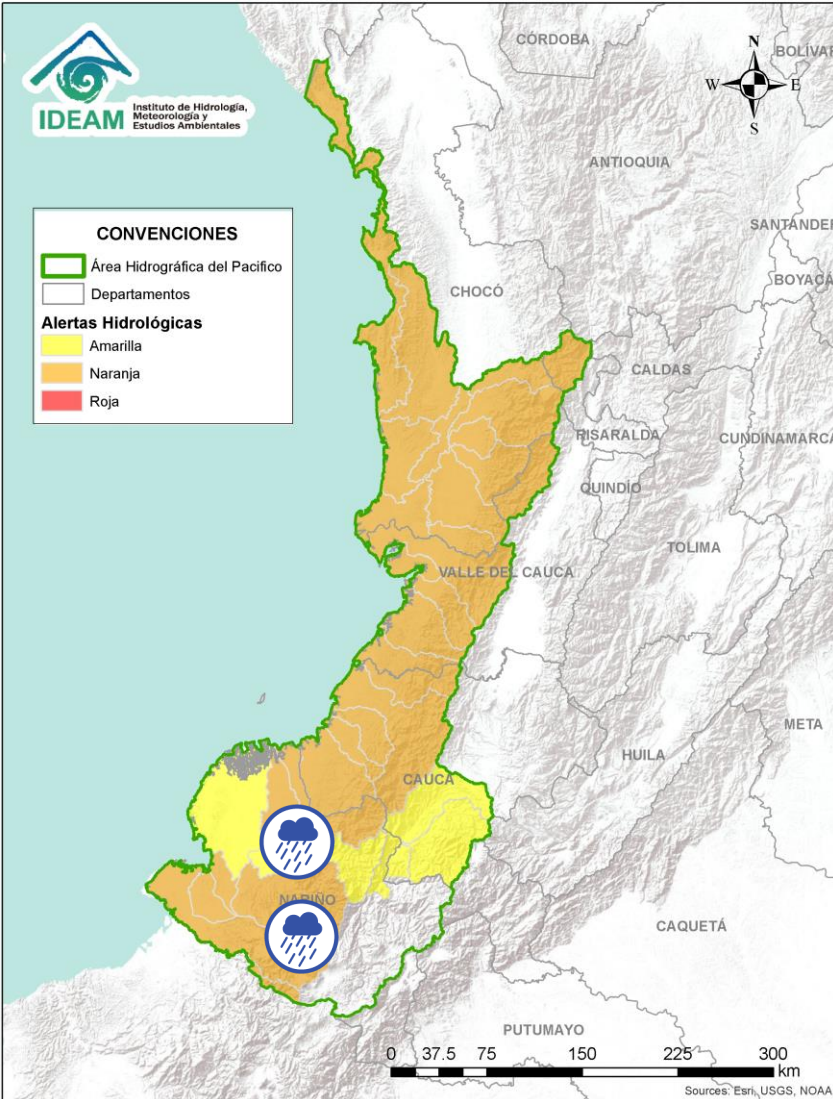 IDEAM
Instituto de Hidrología,
Meteorología y
Estudios Ambientales
N
W
E
S
CONVENCIONES
Área Hidrográfica del Pacifico
Departamentos
Alertas Hidrológicas
Amarilla
Naranja
Roja
CÓRDOBA
BOLÍVAR
ANTIOQUIA
SANTANDER
BOYACÁ
CHOCÓ
CALDAS
RISARALDA
CUNDINAMARCA
QUINDÍO
TOLIMA
VALLE DEL CAUCA
META
HUILA
CAUCA
NARIÑO
CAQUETÁ
PUTUMAYO
0 37.5 75 150 225 300
km
Sources: Esri, USGS, NOAA